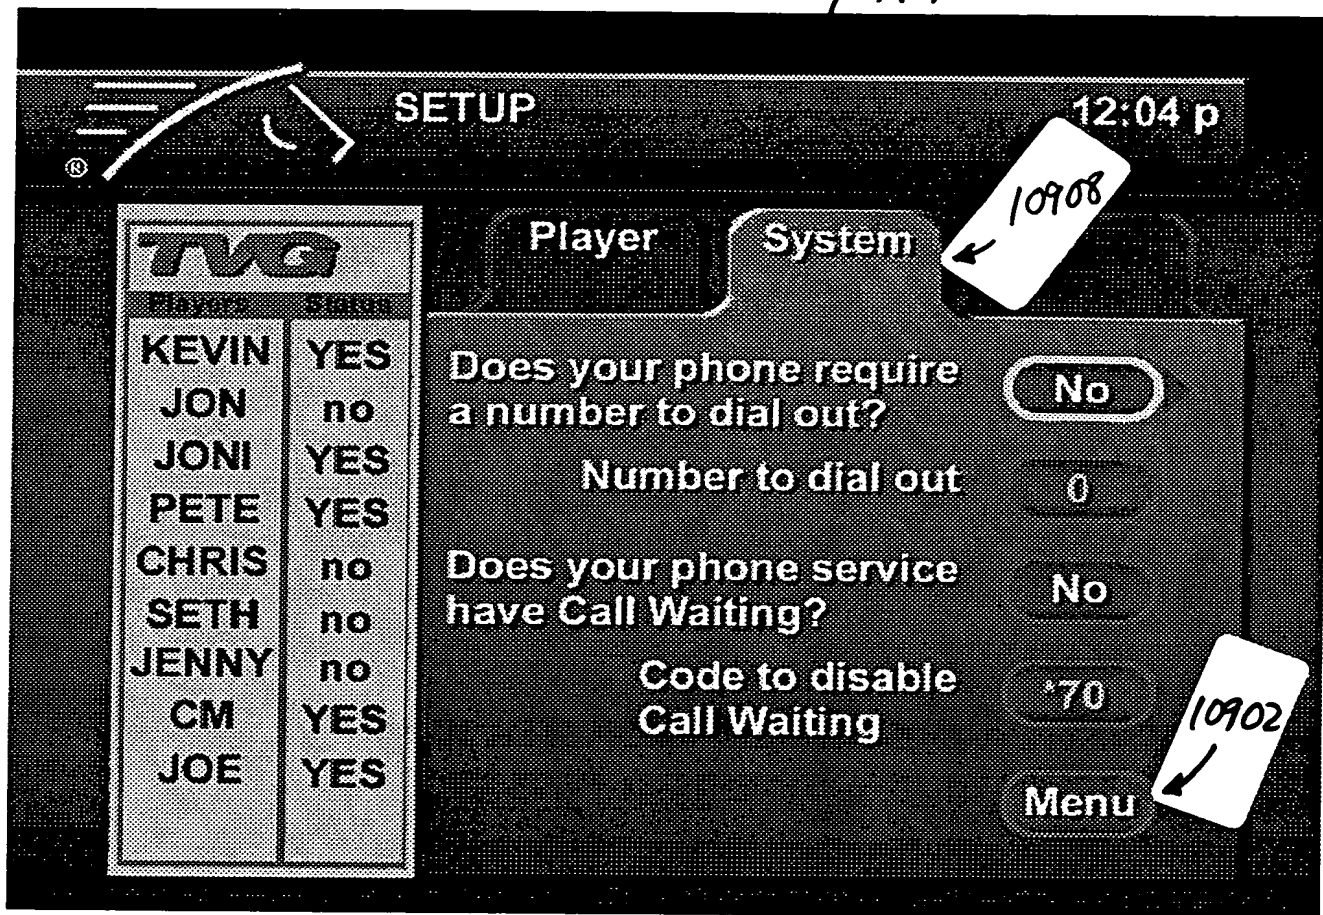 SETUP
12:04 p
®
10908
Player
System
TVG
Players Status
KEVIN YES
JON no
JONI YES
PETE YES
CHRIS no
SETH no
JENNY no
CM YES
JOE YES
Does your phone require
a number to dial out?
No
Number to dial out
0
Does your phone service
have Call Waiting?
No
Code to disable
Call Waiting
*70
10902
Menu